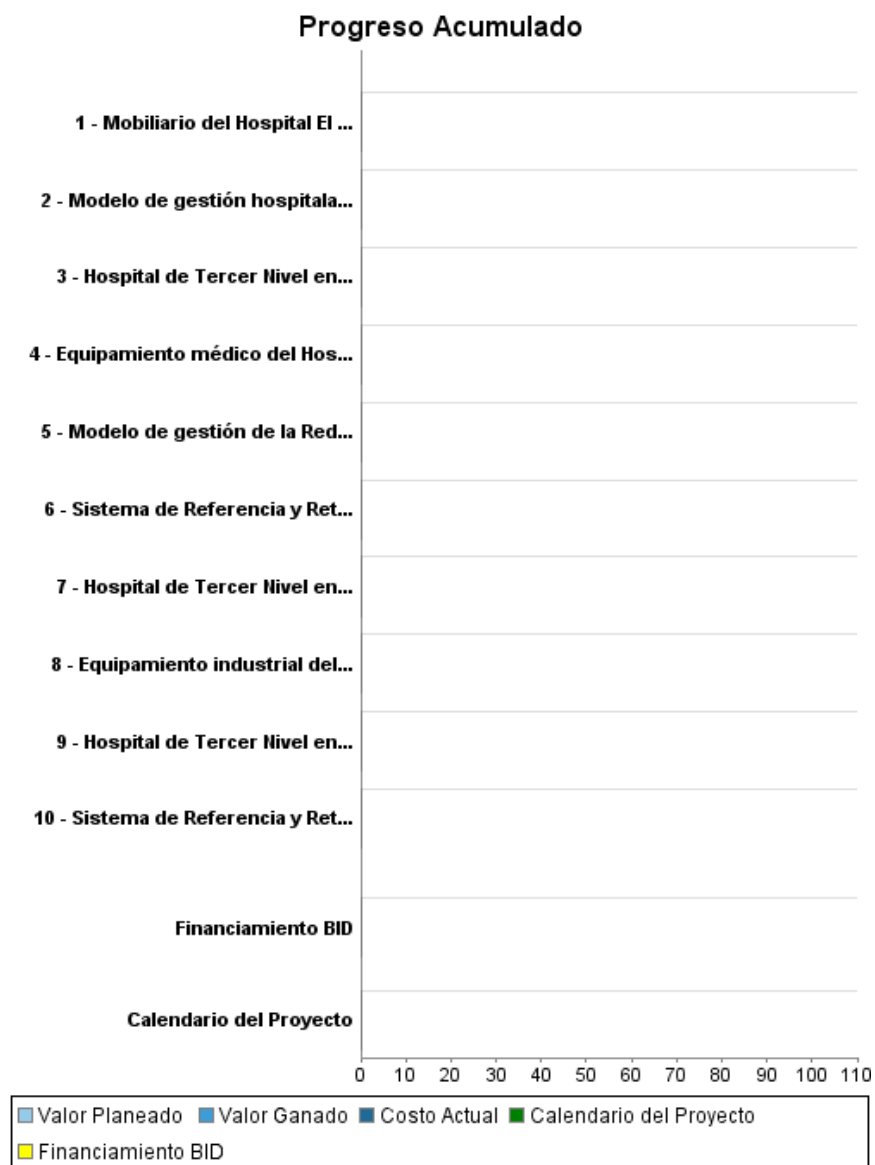 Progreso Acumulado
1 - Mobiliario del Hospital El ...
2 - Modelo de gestión hospitala...
3 - Hospital de Tercer Nivel en...
4 - Equipamiento médico del Hos...
5 - Modelo de gestión de la Red...
6 - Sistema de Referencia y Ret...
7 - Hospital de Tercer Nivel en...
8 - Equipamiento industrial del...
9 - Hospital de Tercer Nivel en...
10 - Sistema de Referencia y Ret...
Financiamiento BID
Calendario del Proyecto
0 10 20 30 40 50 60 70 80 90 100 110
Valor Planeado Valor Ganado Costo Actual Calendario del Proyecto
Financiamiento BID